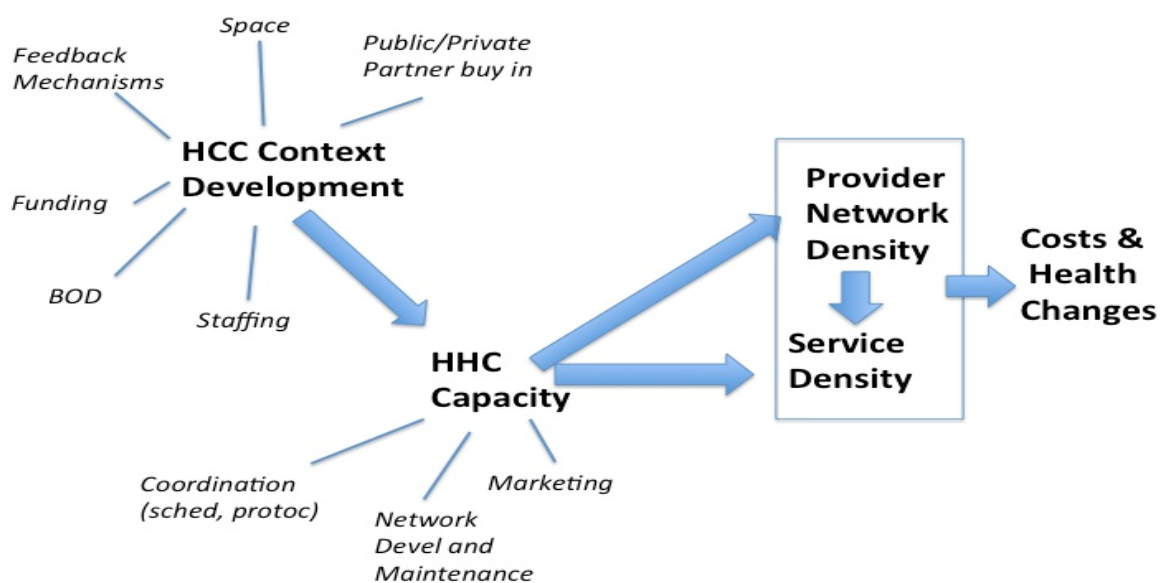 Space
Feedback
Mechanisms
Public/Private
Partner buy in
HCC Context
Development
Funding
BOD
Staffing
HHC
Capacity
Coordination
(sched, protoc)
Network
Devel and
Maintenance
Marketing
Provider
Network
Density
Service
Density
Costs &
Health
Changes